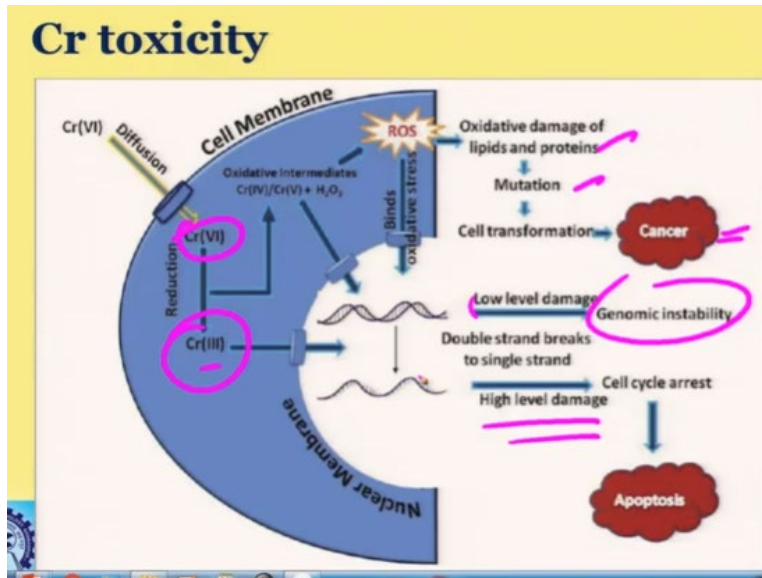 Cr toxicity
Cr(VI)
Diffusion
Cell Membrane
Cr(VI)
Reduction
Cr(III)
Oxidative Intermediates
Cr(IV)/Cr(V) + H₂O₂
ROS
Binds
oxidative stress
Oxidative damage of
lipids and proteins
Mutation
Cell transformation
Cancer
Low level damage
Genomic instability
Double strand breaks
to single strand
High level damage
Cell cycle arrest
Apoptosis
Nuclear Membrane